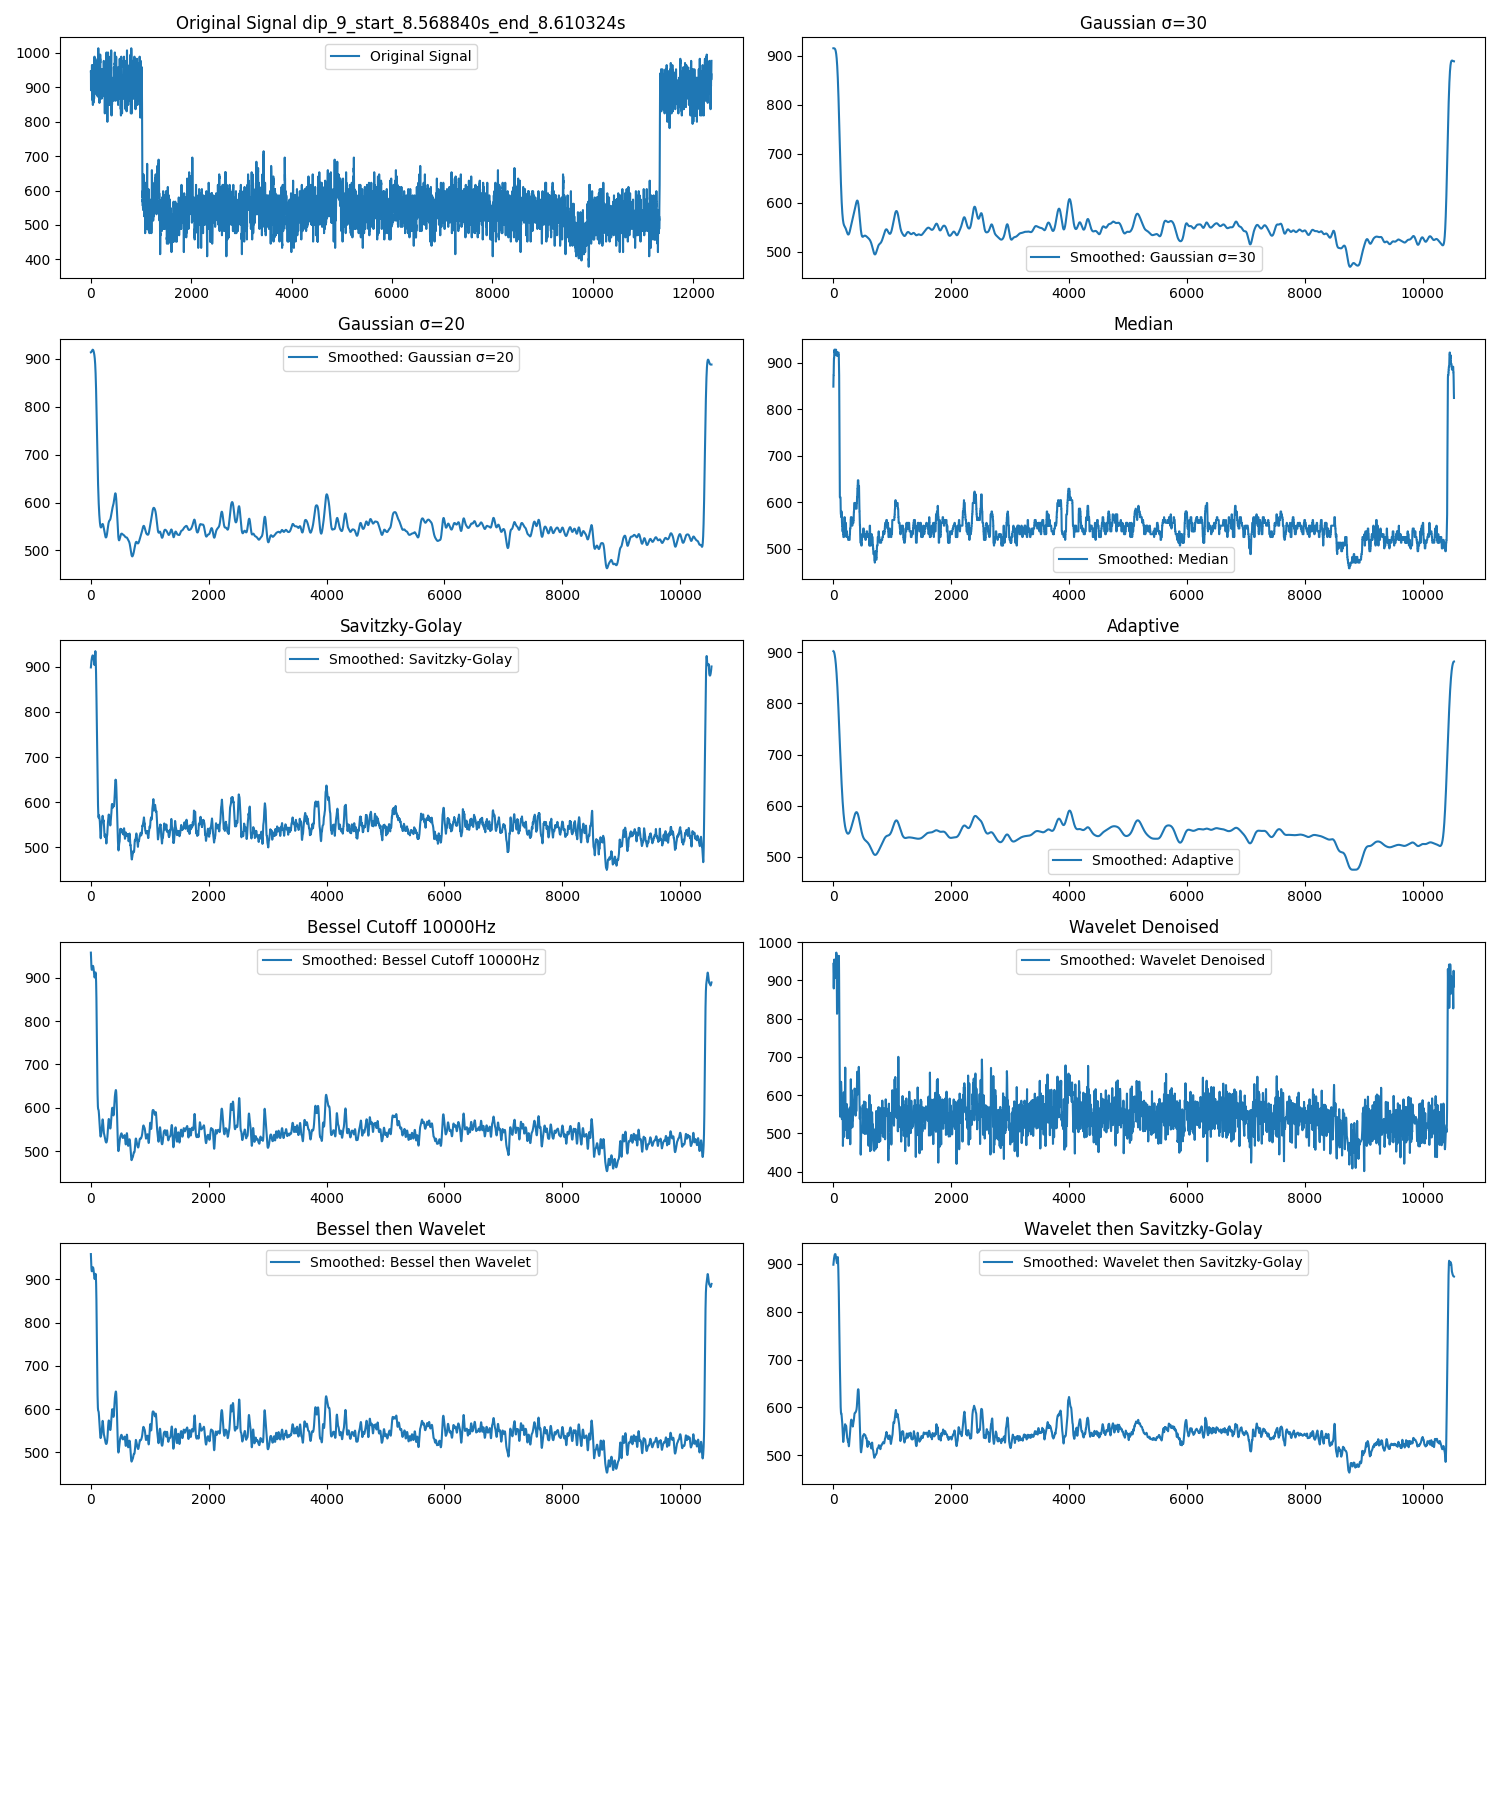 Original Signal dip_9_start_8.568840s_end_8.610324s
Original Signal
1000
900
800
700
600
500
400
0 2000 4000 6000 8000 10000 12000
Gaussian σ=30
900
800
700
600
500
Smoothed: Gaussian σ=30
0 2000 4000 6000 8000 10000
Gaussian σ=20
Smoothed: Gaussian σ=20
900
800
700
600
500
0 2000 4000 6000 8000 10000
Median
900
800
700
600
500
Smoothed: Median
0 2000 4000 6000 8000 10000
Savitzky-Golay
Smoothed: Savitzky-Golay
900
800
700
600
500
0 2000 4000 6000 8000 10000
Adaptive
900
800
700
600
500
Smoothed: Adaptive
0 2000 4000 6000 8000 10000
Bessel Cutoff 10000Hz
Smoothed: Bessel Cutoff 10000Hz
900
800
700
600
500
0 2000 4000 6000 8000 10000
Wavelet Denoised
1000
Smoothed: Wavelet Denoised
900
800
700
600
500
400
0 2000 4000 6000 8000 10000
Bessel then Wavelet
Smoothed: Bessel then Wavelet
900
800
700
600
500
0 2000 4000 6000 8000 10000
Wavelet then Savitzky-Golay
Smoothed: Wavelet then Savitzky-Golay
900
800
700
600
500
0 2000 4000 6000 8000 10000